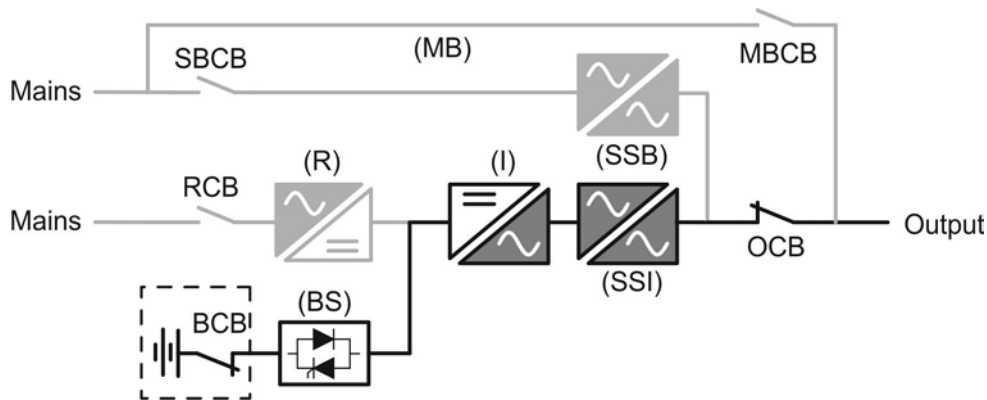 (MB)
MBCB
SBCB
Mains
(SSB)
(R)
(I)
RCB
Mains
Output
OCB
(SSI)
(BS)
BCB